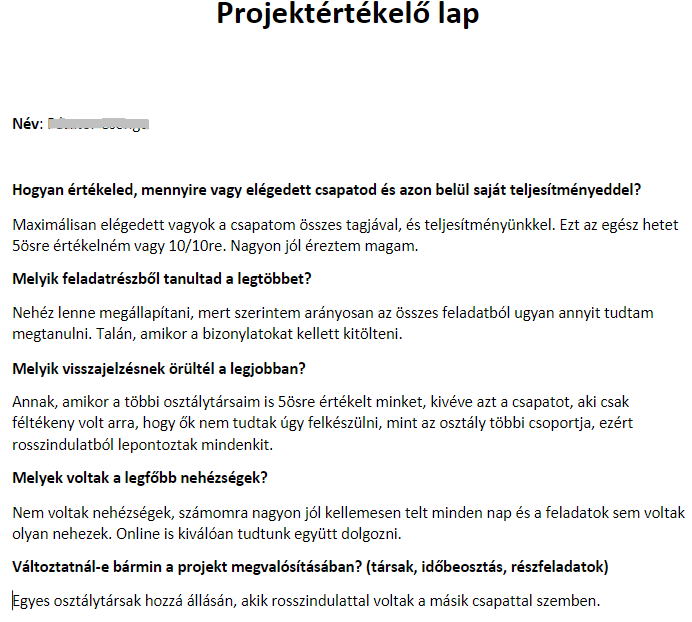 Projektértékelő lap
Név:
Hogyan értékeled, mennyire vagy elégedett csapatod és azon belül saját teljesítményeddel?
Maximálisan elégedett vagyok a csapatom összes tagjával, és teljesítményünkkel. Ezt az egész hetet
5ösre értékelném vagy 10/10re. Nagyon jól éreztem magam.
Melyik feladatrészből tanultad a legtöbbet?
Nehéz lenne megállapítani, mert szerintem arányosan az összes feladatból ugyan annyit tudtam
megtanulni. Talán, amikor a bizonylatokat kellett kitölteni.
Melyik visszajelzésnek örültél a legjobban?
Annak, amikor a többi osztálytársaim is 5ösre értékelt minket, kivéve azt a csapatot, aki csak
féltékeny volt arra, hogy ők nem tudtak úgy felkészülni, mint az osztály többi csoportja, ezért
rosszindulatból lepontoztak mindenkit.
Melyek voltak a legfőbb nehézségek?
Nem voltak nehézségek, számomra nagyon jól kellemesen telt minden nap és a feladatok sem voltak
olyan nehezek. Online is kiválóan tudtunk együtt dolgozni.
Változtatnál-e bármin a projekt megvalósításában? (társak, időbeosztás, részfeladatok)
Egyes osztálytársak hozzá állásán, akik rosszindulattal voltak a másik csapattal szemben.